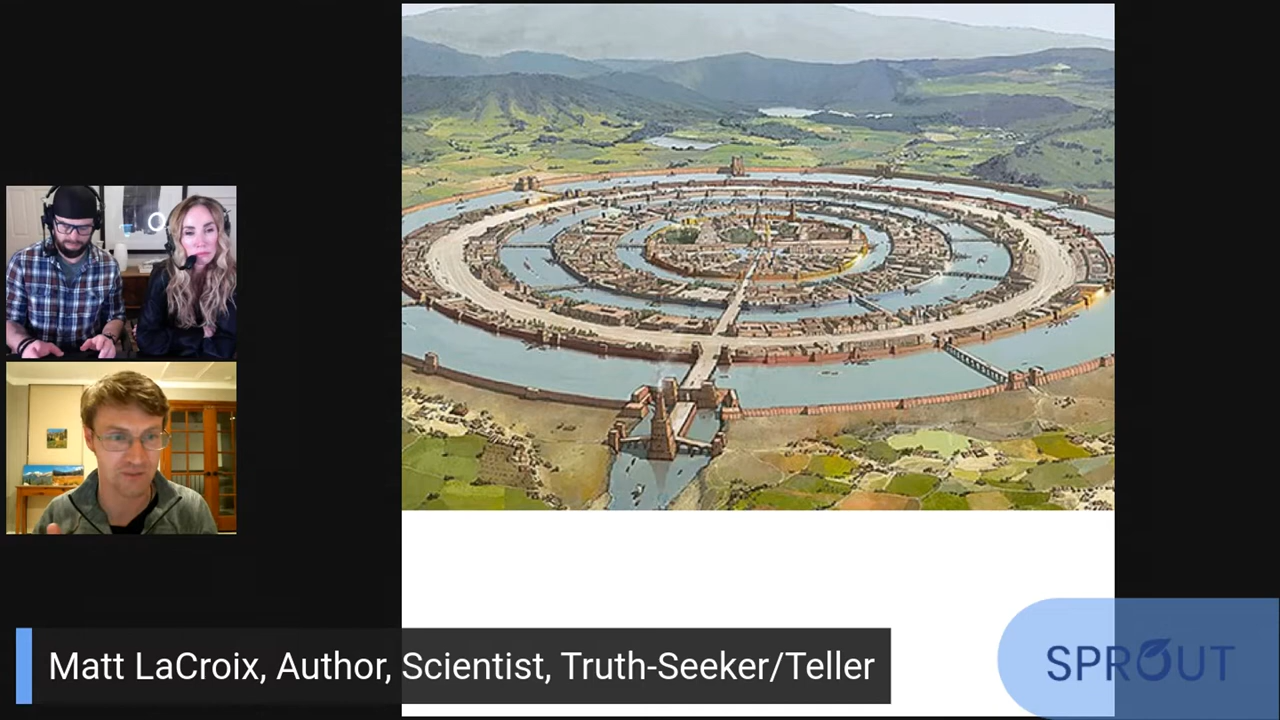 Matt LaCroix, Author, Scientist, Truth-Seeker/Teller
SPROUT